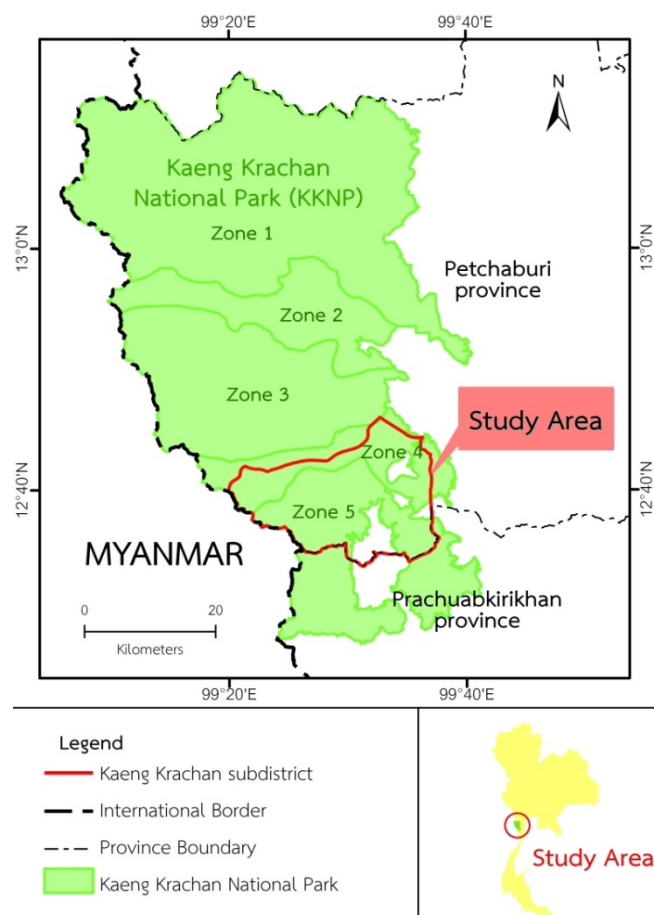 99°20'E
99°40'E
N
Kaeng Krachan
National Park (KKNP)
Zone 1
13°0'N
13°0'N
Petchaburi
province
Zone 2
Zone 3
Study Area
Zone 4
12°40'N
12°40'N
Zone 5
MYANMAR
Prachuabkirikhan
province
0
20
Kilometers
99°20'E
99°40'E
Legend
Kaeng Krachan subdistrict
International Border
Province Boundary
Kaeng Krachan National Park
Study Area